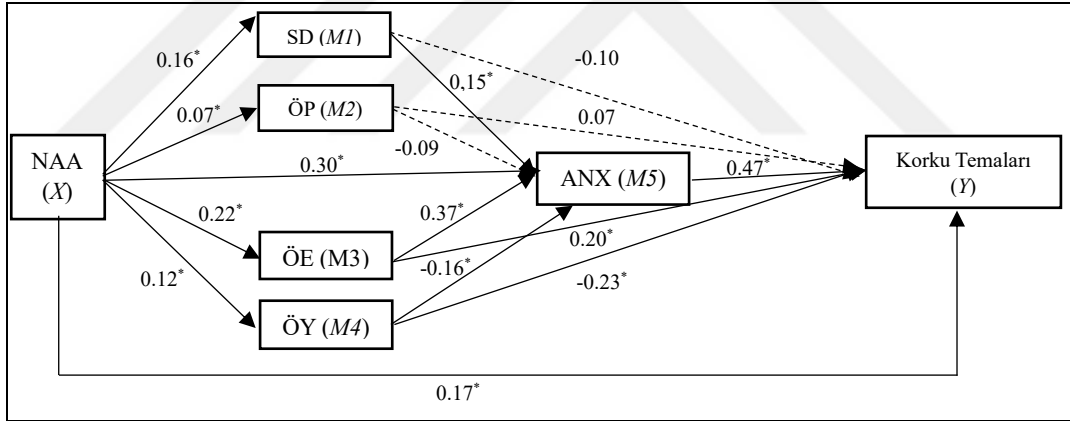 SD (M1)
0.16*
-0.10
0,15*
ÖP (M2)
0.07*
0.07
-0.09
NAA
(X)
0.30*
ANX (M5)
0.47*
Korku Temaları
(Y)
0.22*
0.37*
ÖE (M3)
0.20*
-0.16*
0.12*
-0.23*
ÖY (M4)
0.17*